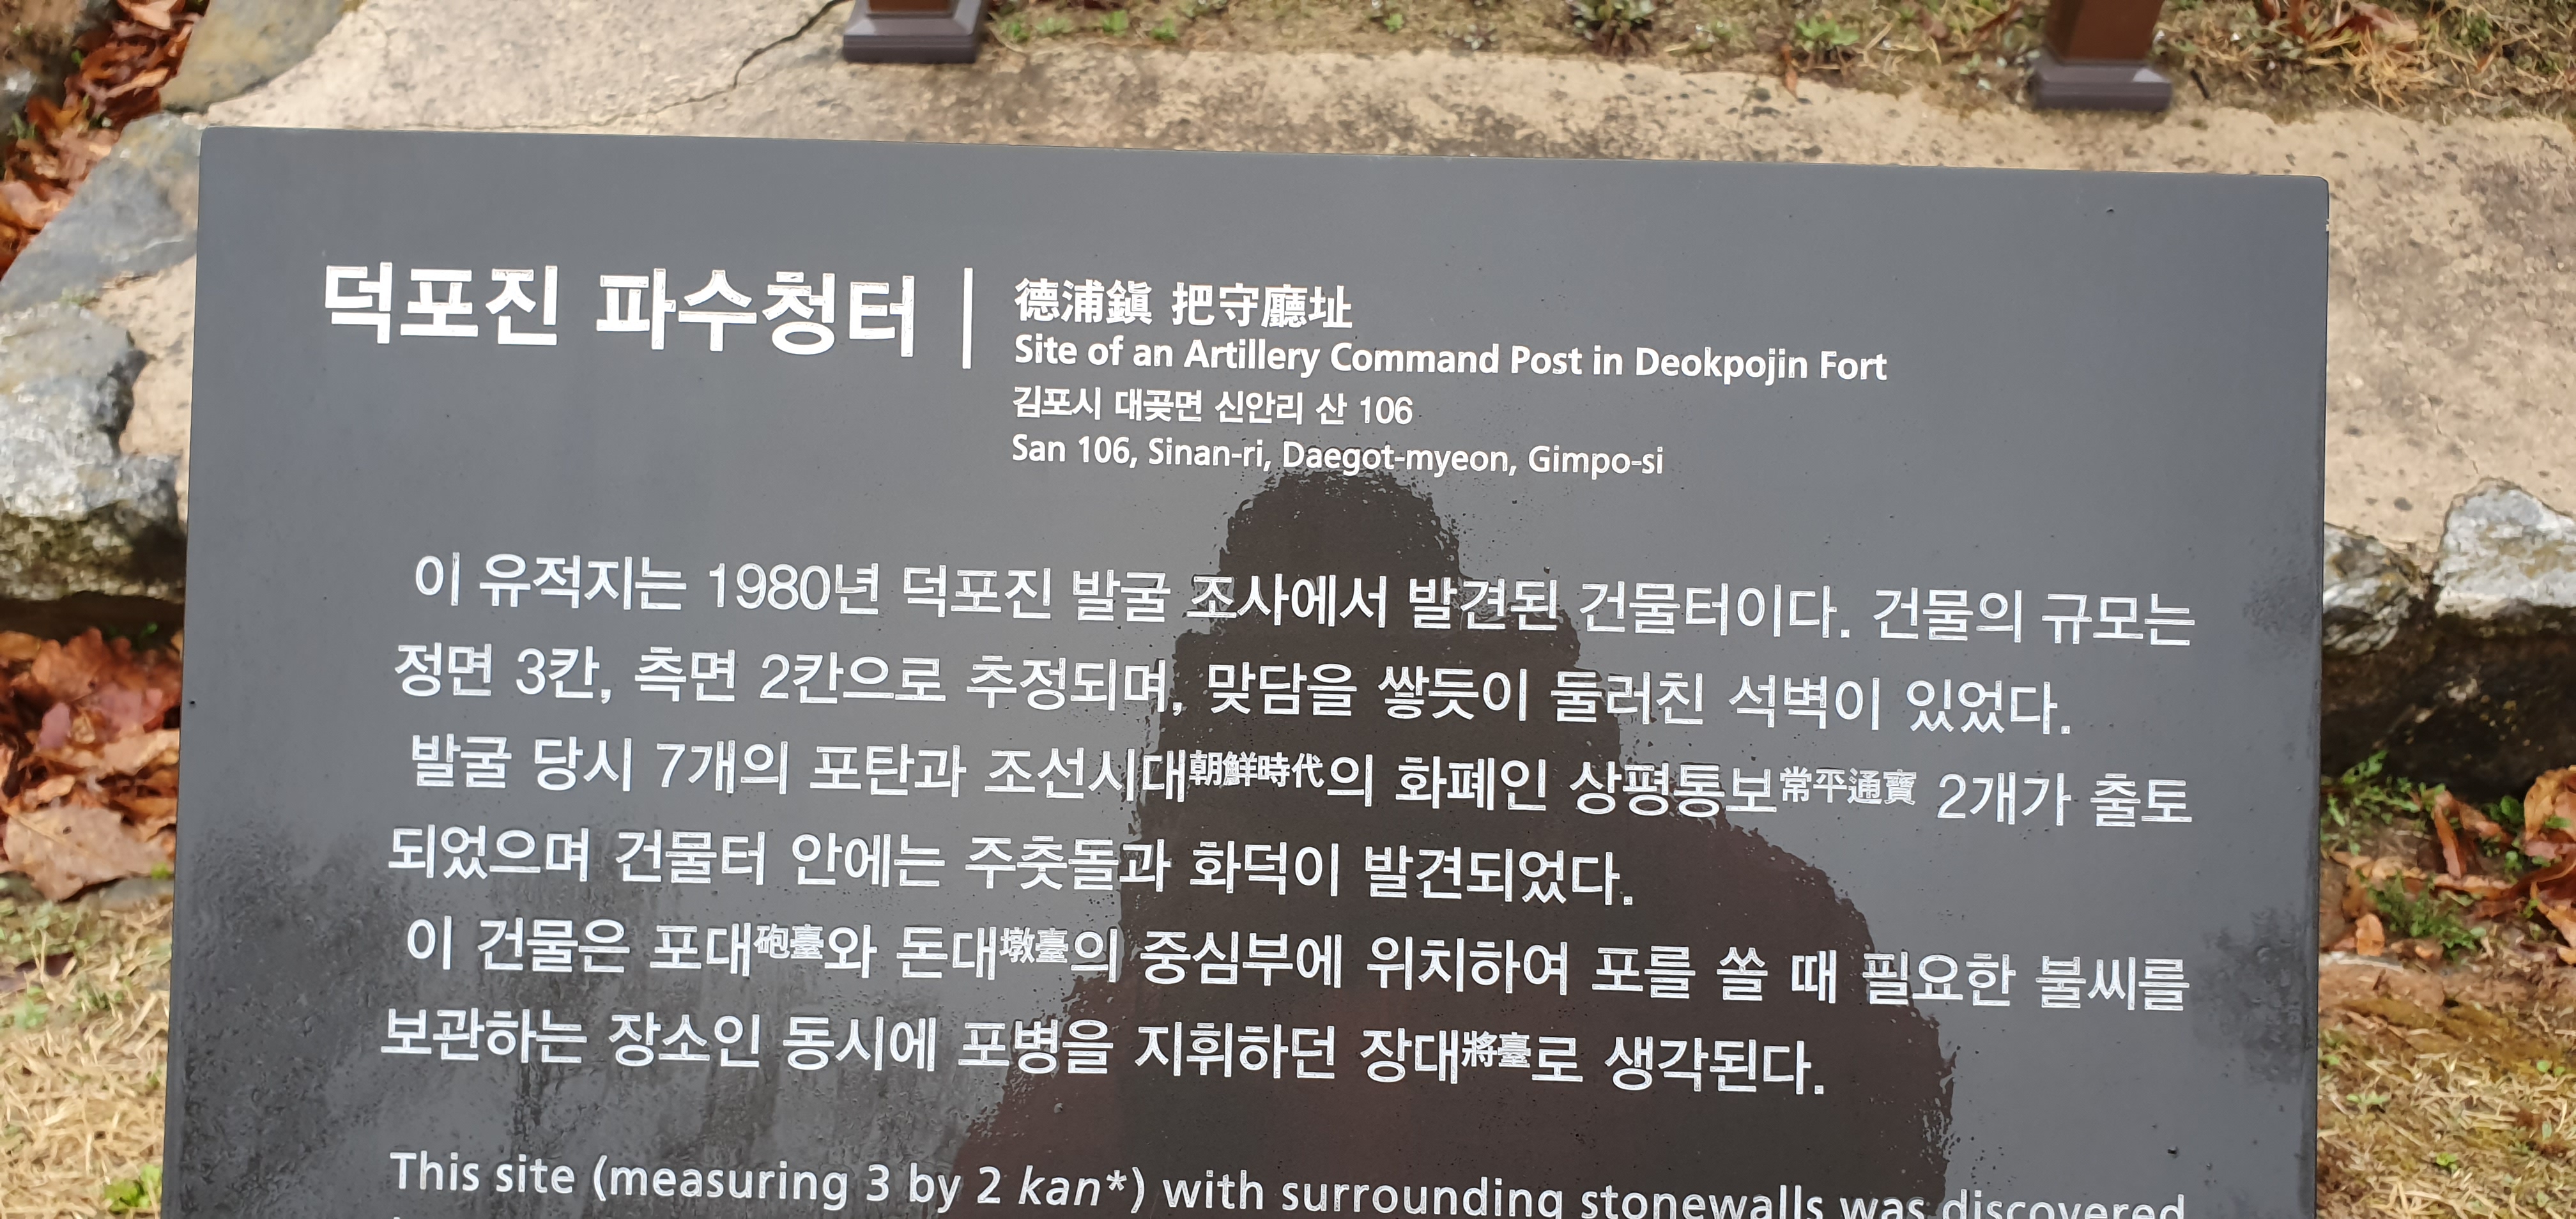 덕포진 파수청터
德浦鎭 把守廳址
Site of an Artillery Command Post in Deokpojin Fort
김포시 대곶면 신안리 산 106
San 106, Sinan-ri, Daegot-myeon, Gimpo-si
이 유적지는 1980년 덕포진 발굴 조사에서 발견된 건물터이다. 건물의 규모는
정면 3칸, 측면 2칸으로 추정되며, 맞담을 쌓듯이 둘러친 석벽이 있었다.
발굴 당시 7개의 포탄과 조선시대朝鮮時代의 화폐인 상평통보常平通寶 2개가 출토
되었으며 건물터 안에는 주춧돌과 화덕이 발견되었다.
이 건물은 포대砲臺와 돈대墩臺의 중심부에 위치하여 포를 쏠 때 필요한 불씨를
보관하는 장소인 동시에 포병을 지휘하던 장대將臺로 생각된다.
This site (measuring 3 by 2 kan*) with surrounding stonewalls was discovered